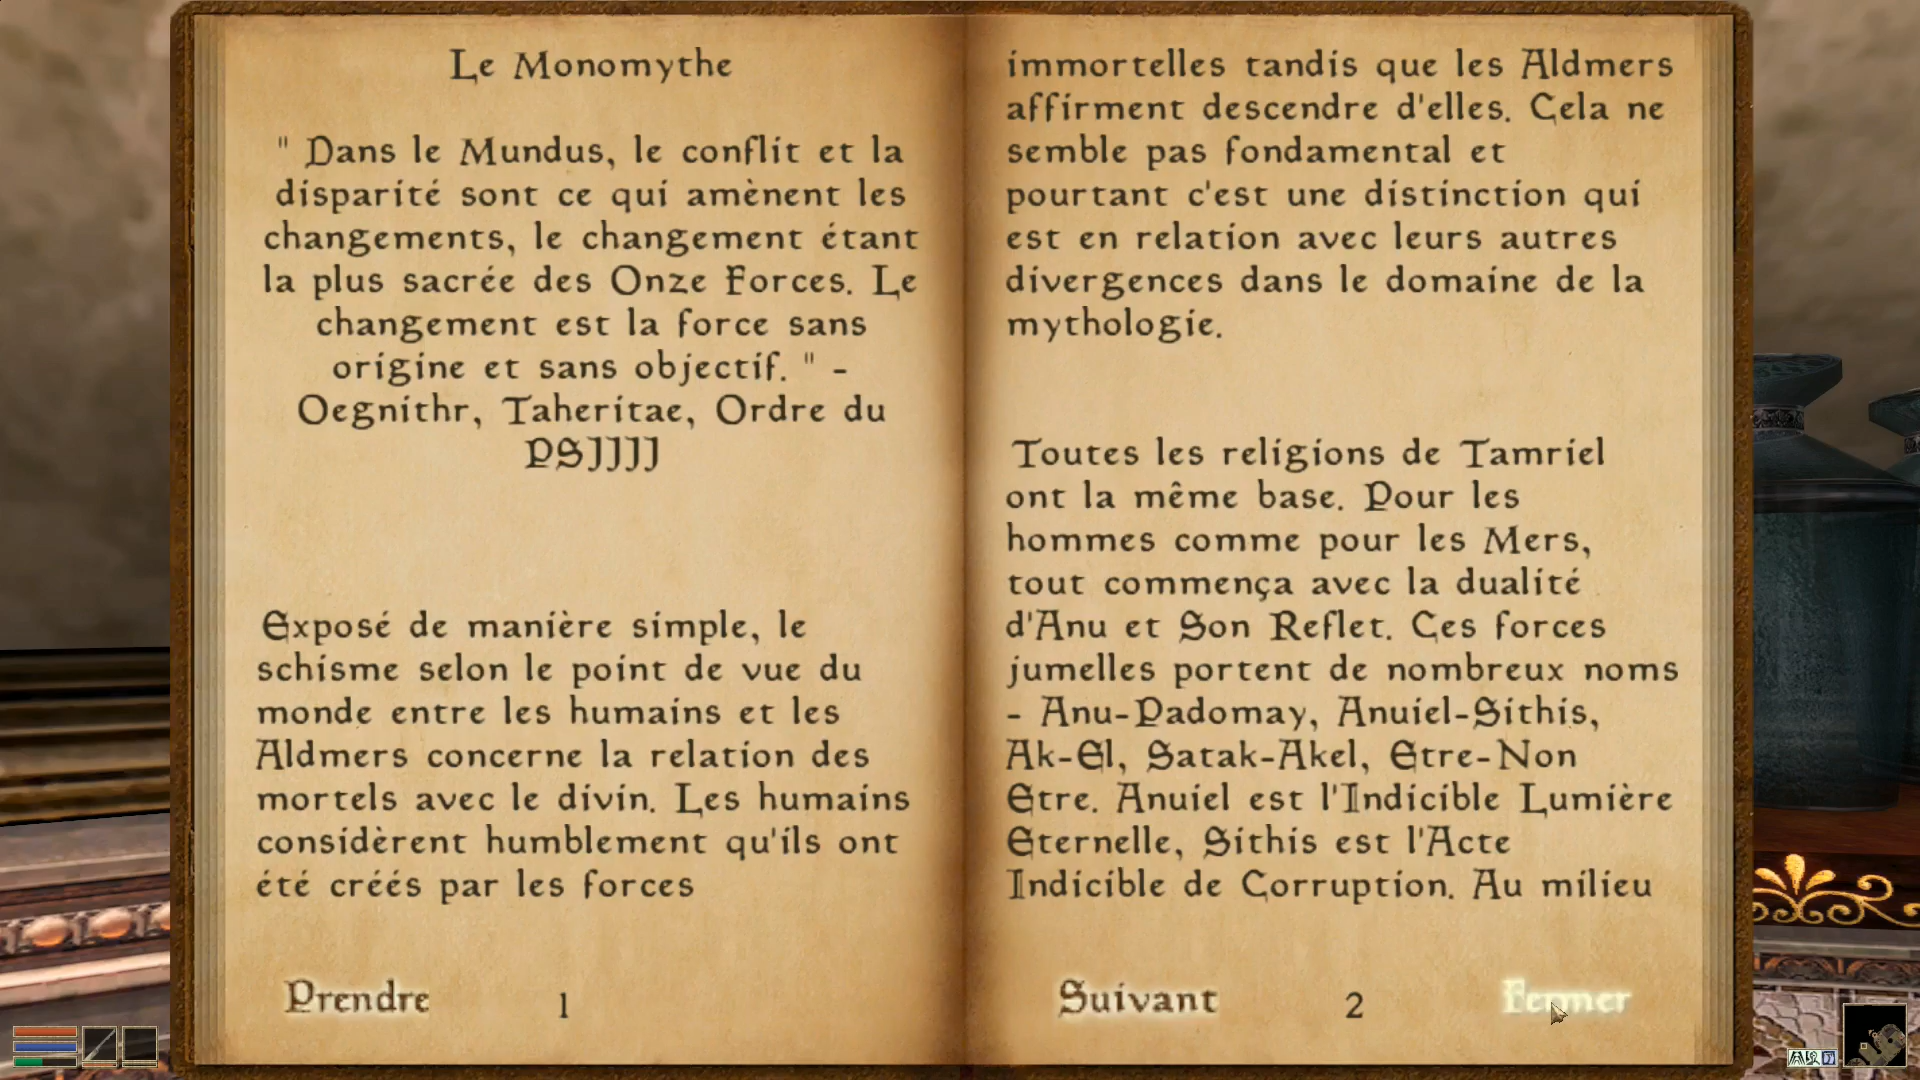 Le Monomythe
" Dans le Mundus, le conflit et la
disparité sont ce qui amènent les
changements, le changement étant
la plus sacrée des Onze Forces. Le
changement est la force sans
origine et sans objectif. " -
Oegnithr, Taheritae, Ordre du
PSJJJJ
Exposé de manière simple, le
schisme selon le point de vue du
monde entre les humains et les
Aldmers concerne la relation des
mortels avec le divin. Les humains
considèrent humblement qu'ils ont
été créés par les forces
Prendre
1
immortelles tandis que les Aldmers
affirment descendre d'elles. Cela ne
semble pas fondamental et
pourtant c'est une distinction qui
est en relation avec leurs autres
divergences dans le domaine de la
mythologie.
Toutes les religions de Tamriel
ont la même base. Pour les
hommes comme pour les Mers,
tout commença avec la dualité
d'Anu et Son Reflet. Ces forces
jumelles portent de nombreux noms
- Anu-Padomay, Anuiel-Sithis,
Ak-El, Satak-Akel, Etre-Non
Etre. Anuiel est l'Indicible Lumière
Eternelle, Sithis est l'Acte
Indicible de Corruption. Au milieu
Suivant
2
Fermer